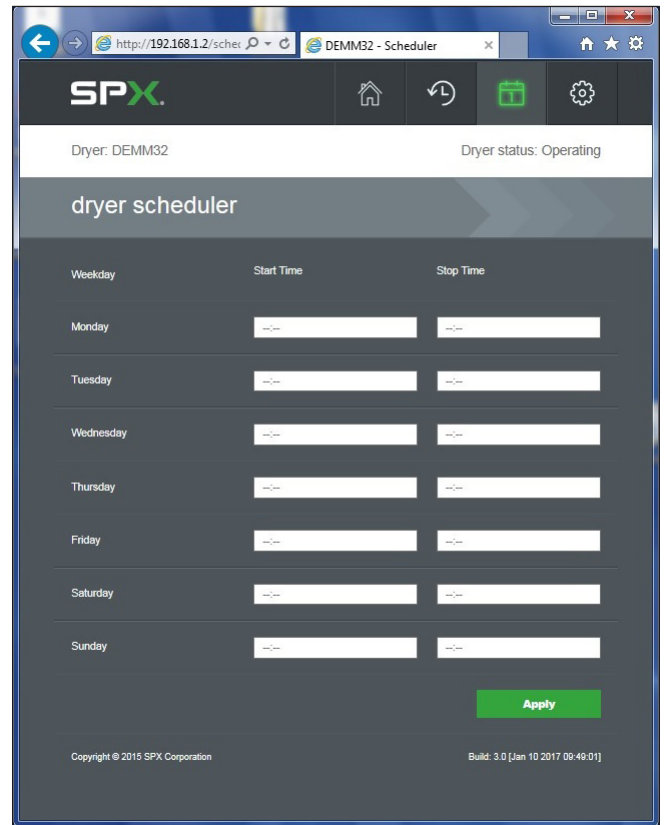 http://192.168.1.2/sched
DEMM32 - Scheduler
SPX.
1
Dryer: DEMM32 Dryer status: Operating
dryer scheduler
Weekday Start Time Stop Time
Monday --:-- --:--
Tuesday --:-- --:--
Wednesday --:-- --:--
Thursday --:-- --:--
Friday --:-- --:--
Saturday --:-- --:--
Sunday --:-- --:--
Apply
Copyright © 2015 SPX Corporation Build: 3.0 [Jan 10 2017 09:49:01]